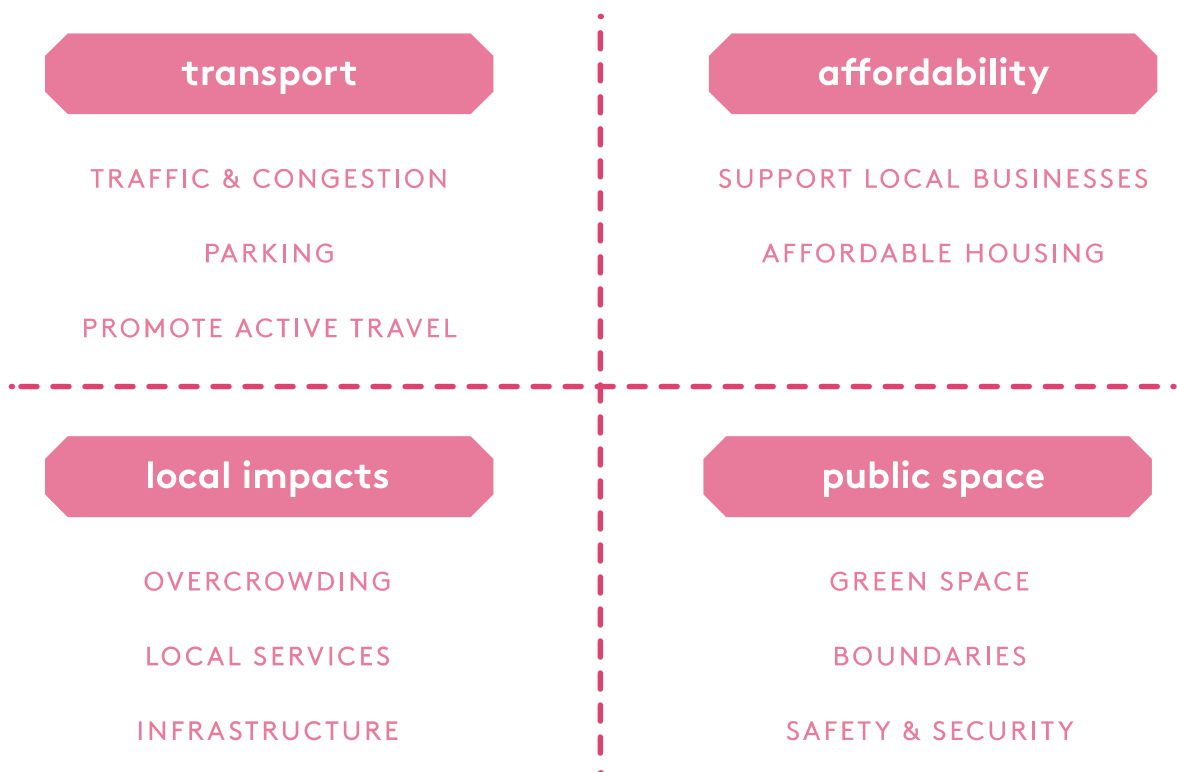 transport
TRAFFIC & CONGESTION
PARKING
PROMOTE ACTIVE TRAVEL
affordability
SUPPORT LOCAL BUSINESSES
AFFORDABLE HOUSING
local impacts
OVERCROWDING
LOCAL SERVICES
INFRASTRUCTURE
public space
GREEN SPACE
BOUNDARIES
SAFETY & SECURITY